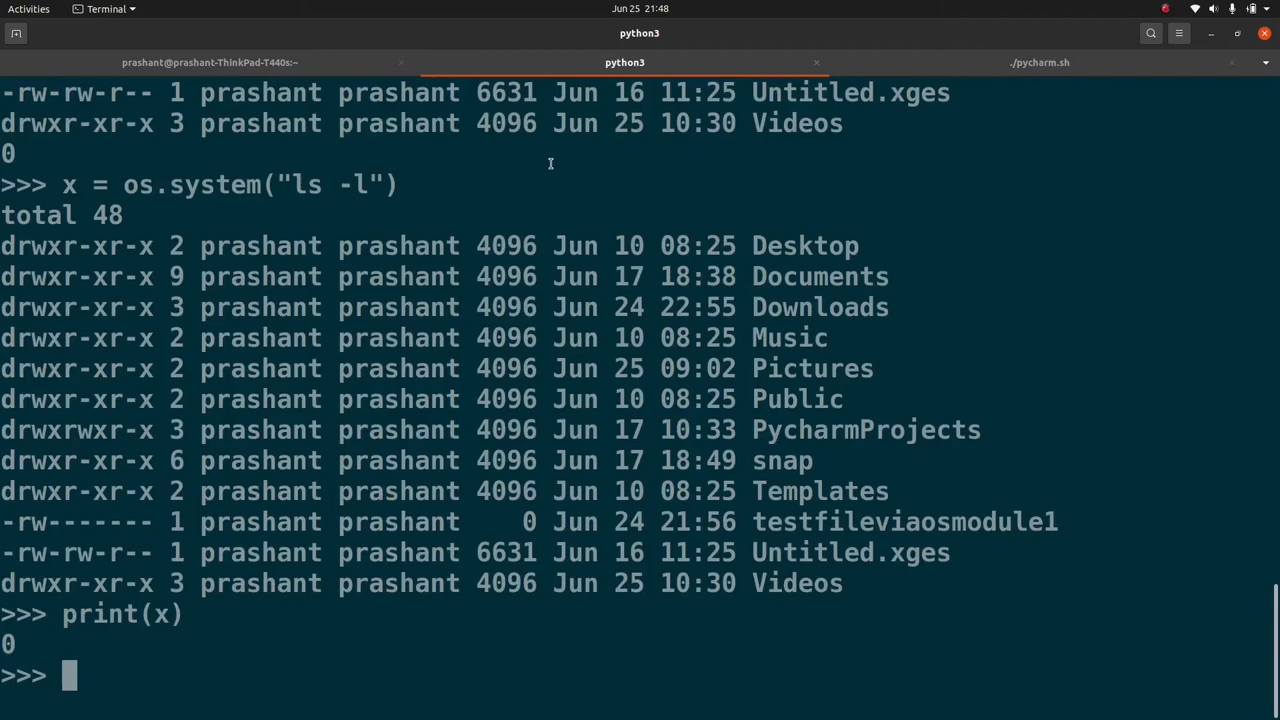 Activities Terminal Jun 25 21:48
python3
prashant@prashant-ThinkPad-T440s:~ python3 ./pycharm.sh
-rw-rw-r-- 1 prashant prashant 6631 Jun 16 11:25 Untitled.xges
drwxr-xr-x 3 prashant prashant 4096 Jun 25 10:30 Videos
0
>>> x = os.system("ls -l")
total 48
drwxr-xr-x 2 prashant prashant 4096 Jun 10 08:25 Desktop
drwxr-xr-x 9 prashant prashant 4096 Jun 17 18:38 Documents
drwxr-xr-x 3 prashant prashant 4096 Jun 24 22:55 Downloads
drwxr-xr-x 2 prashant prashant 4096 Jun 10 08:25 Music
drwxr-xr-x 2 prashant prashant 4096 Jun 25 09:02 Pictures
drwxr-xr-x 2 prashant prashant 4096 Jun 10 08:25 Public
drwxrwxr-x 3 prashant prashant 4096 Jun 17 10:33 PycharmProjects
drwxr-xr-x 6 prashant prashant 4096 Jun 17 18:49 snap
drwxr-xr-x 2 prashant prashant 4096 Jun 10 08:25 Templates
-rw------- 1 prashant prashant    0 Jun 24 21:56 testfileviaosmodule1
-rw-rw-r-- 1 prashant prashant 6631 Jun 16 11:25 Untitled.xges
drwxr-xr-x 3 prashant prashant 4096 Jun 25 10:30 Videos
>>> print(x)
0
>>>